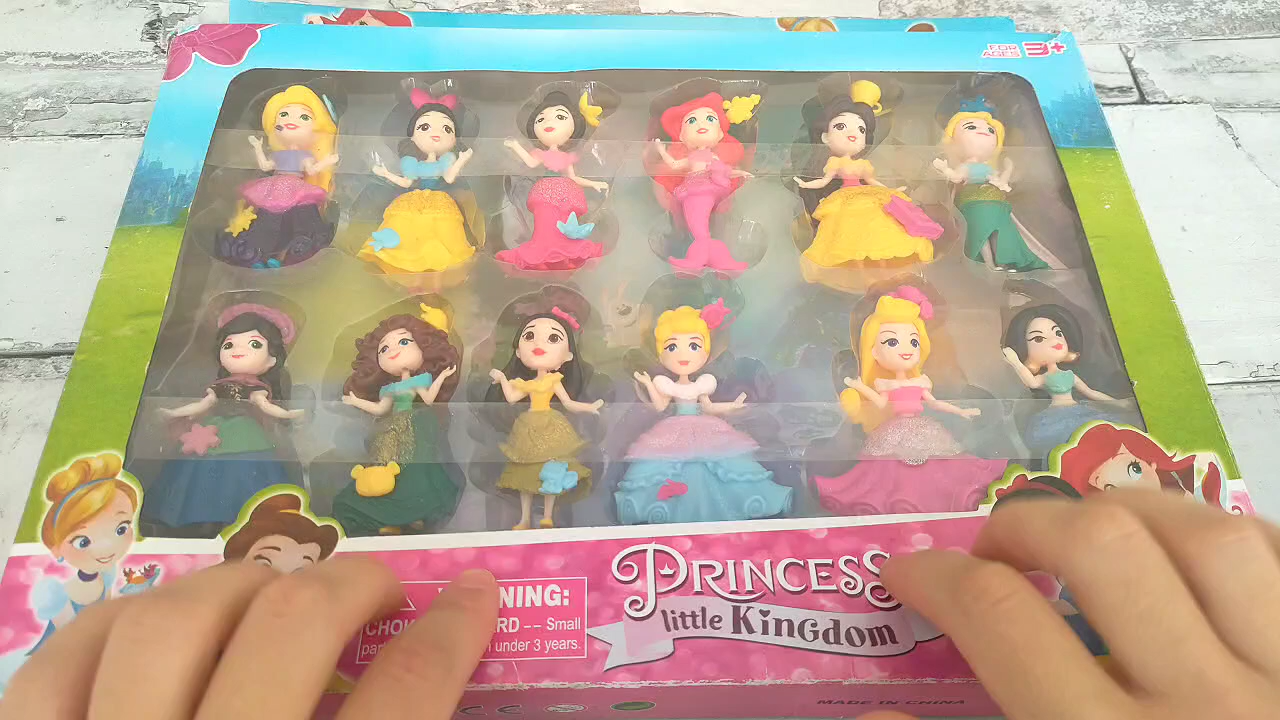 FOR
AGES 3+
NING:
CHOK RD -- Small
par under 3 years.
PRINCESS
little Kingdom
MADE IN CHINA